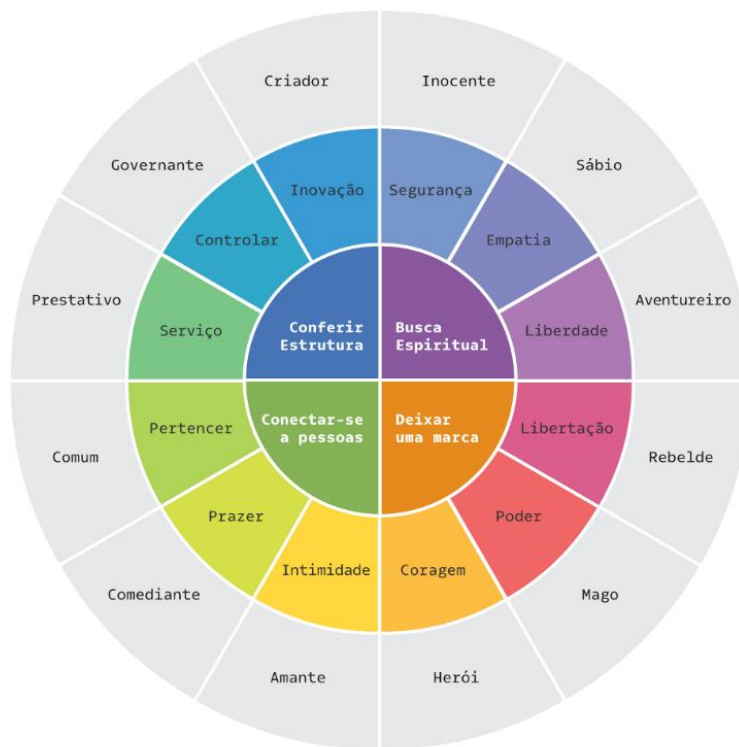 Criador
Inocente
Governante
Sábio
Inovação
Segurança
Controlar
Empatia
Prestativo
Aventureiro
Serviço
Conferir
Estrutura
Busca
Espiritual
Liberdade
Pertencer
Conectar-se
a pessoas
Deixar
uma marca
Libertação
Comum
Rebelde
Prazer
Poder
Intimidade
Coragem
Comediante
Mago
Amante
Herói